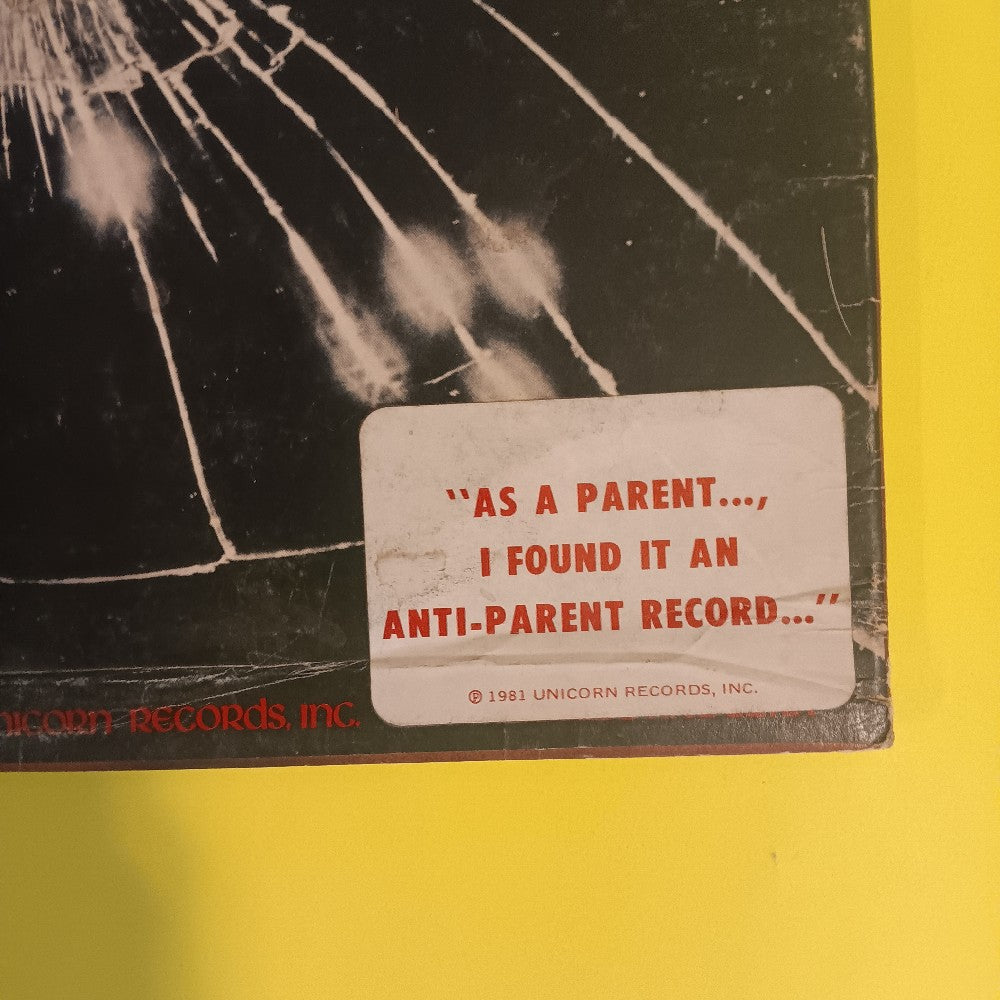 "AS A PARENT...,
I FOUND IT AN
ANTI-PARENT RECORD..."
℗ 1981 UNICORN RECORDS, INC.
RECORDS, INC.